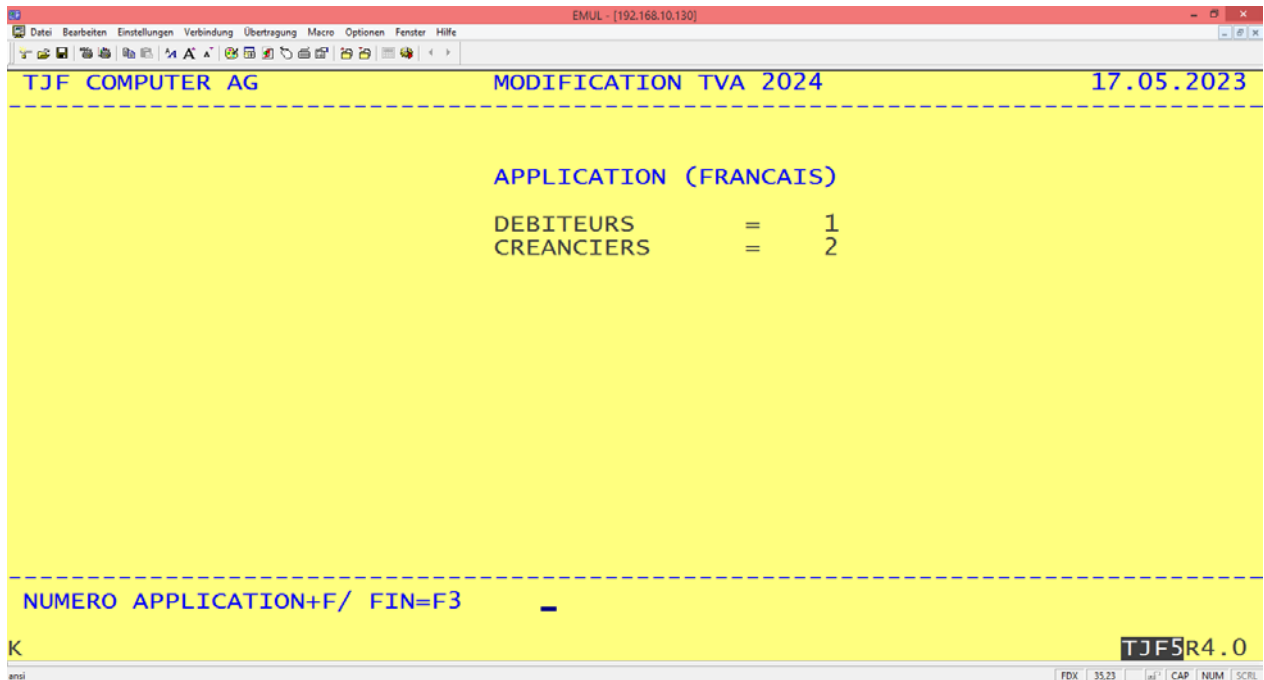 EMUL - [192.168.10.130]
Datei Bearbeiten Einstellungen Verbindung Übertragung Macro Optionen Fenster Hilfe
TJF COMPUTER AG MODIFICATION TVA 2024 17.05.2023
APPLICATION (FRANCAIS)
DEBITEURS = 1
CREANCIERS = 2
NUMERO APPLICATION+F/ FIN=F3
K TJF5R4.0
ansi FDX 35,23 CAP NUM SCRL